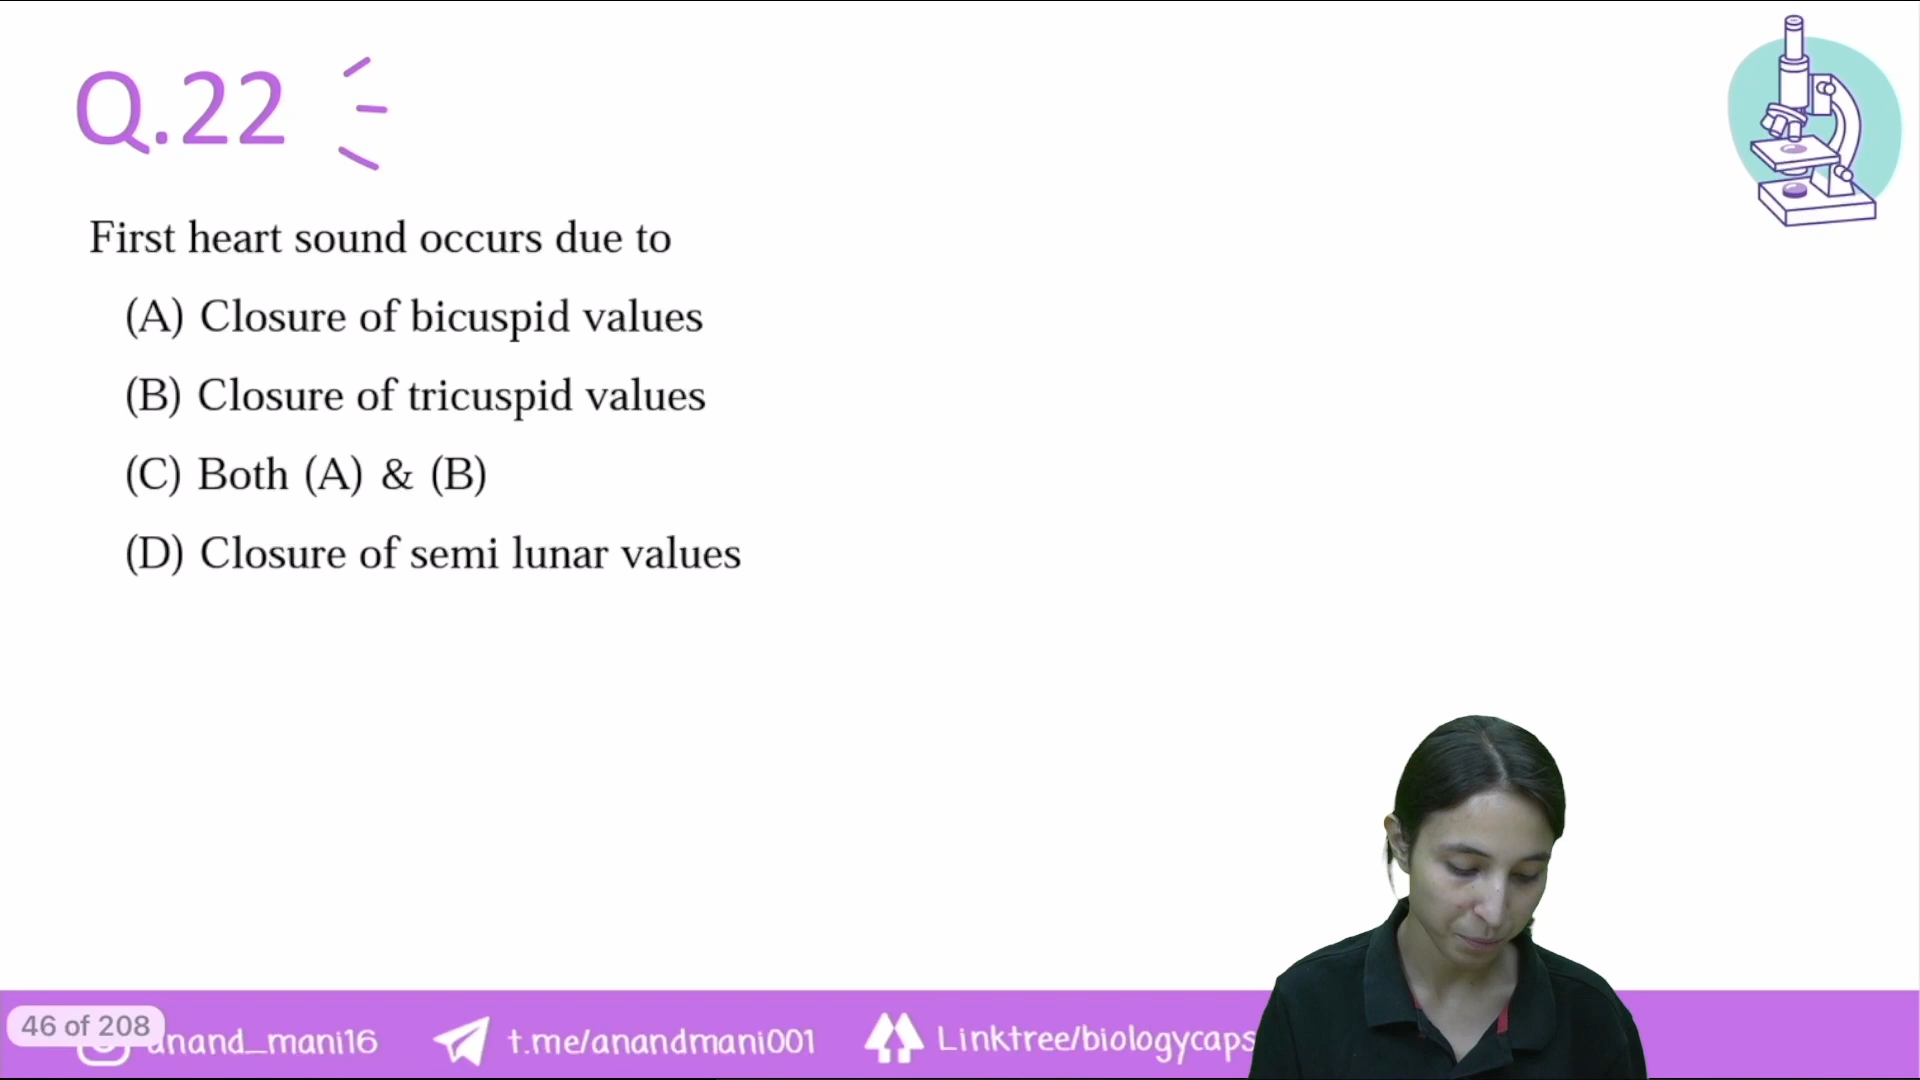 Q.22
First heart sound occurs due to
(A) Closure of bicuspid values
(B) Closure of tricuspid values
(C) Both (A) & (B)
(D) Closure of semi lunar values
46 of 208
anand_mani16
t.me/anandmani001
Linktree/biologycaps